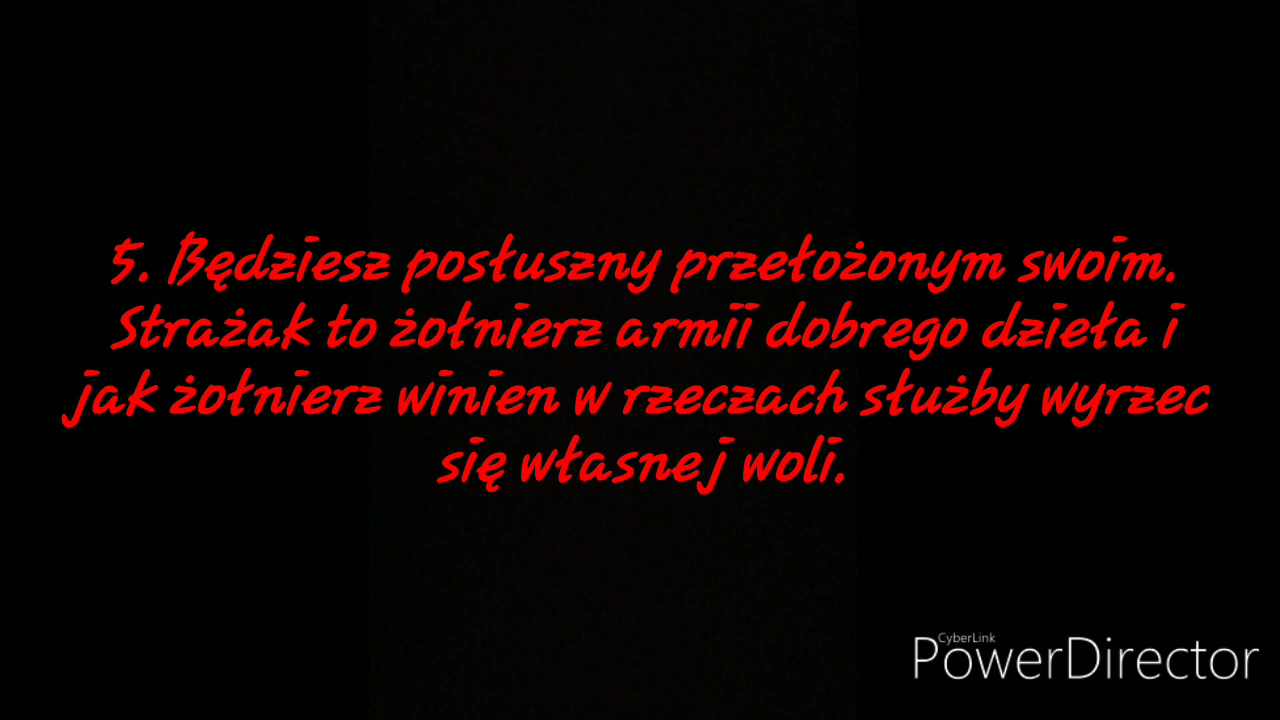 5. Będziesz posłuszny przełożonym swoim.
Strażak to żołnierz armii dobrego dzieła i
jak żołnierz winien w rzeczach służby wyrzec
się własnej woli.
CyberLink
PowerDirector